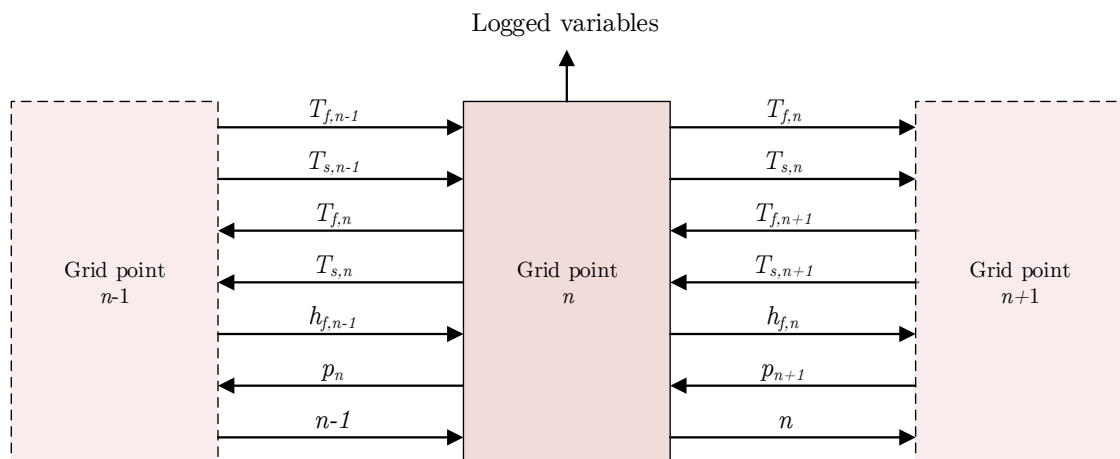 Logged variables
T_{f,n-1}
T_{f,n}
T_{s,n-1}
T_{s,n}
T_{f,n}
T_{f,n+1}
Grid point
n-1
T_{s,n}
Grid point
n
T_{s,n+1}
Grid point
n+1
h_{f,n-1}
h_{f,n}
p_n
p_{n+1}
n-1
n